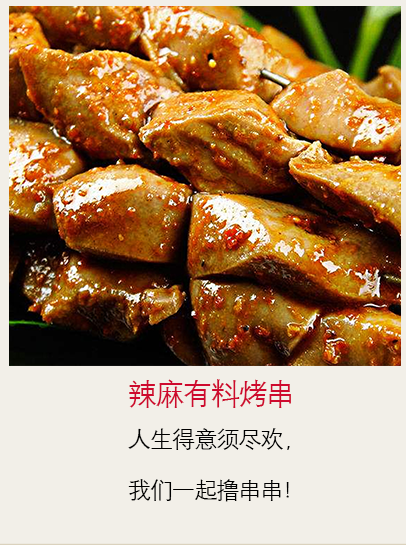 辣麻有料烤串
人生得意须尽欢，
我们一起撸串串！